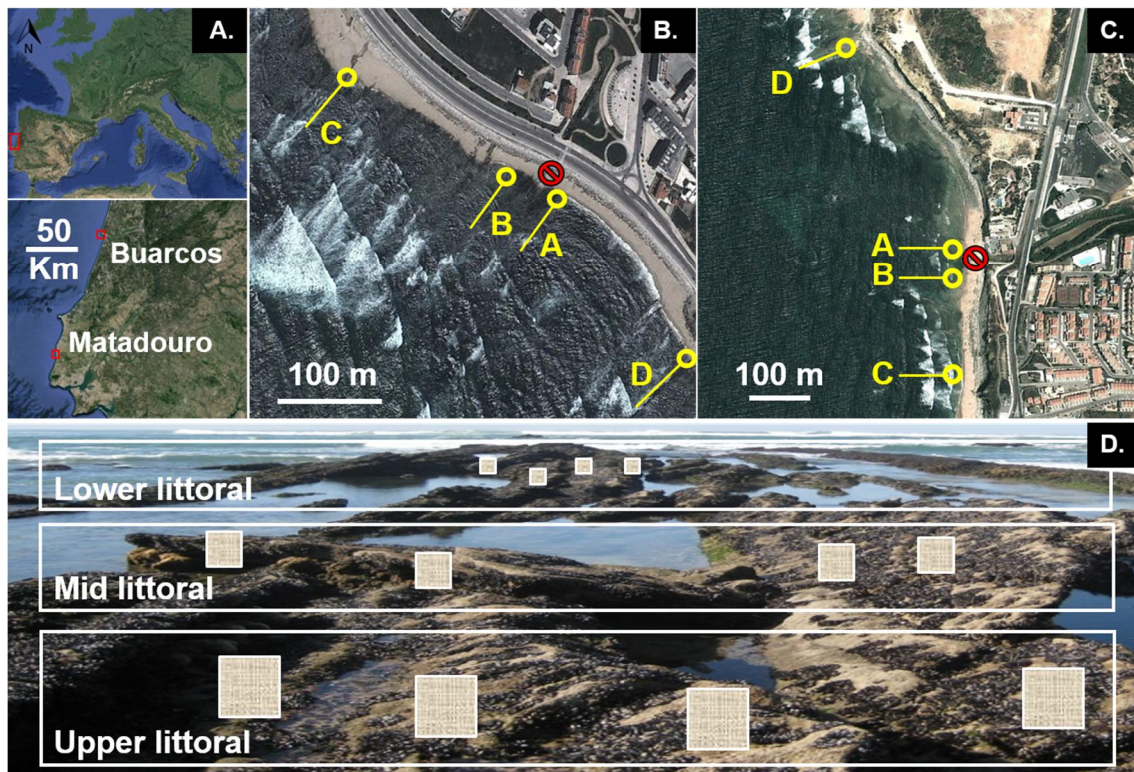 A.
N
50
Km
Buarcos
Matadouro
B.
C
B
A
D
100 m
C.
D
A
B
C
100 m
D.
Lower littoral
Mid littoral
Upper littoral